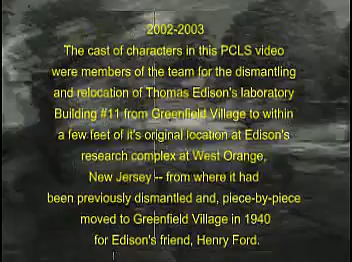 2002-2003
The cast of characters in this PCLS video
were members of the team for the dismantling
and relocation of Thomas Edison's laboratory
Building #11 from Greenfield Village to within
a few feet of it's original location at Edison's
research complex at West Orange,
New Jersey -- from where it had
been previously dismantled and, piece-by-piece
moved to Greenfield Village in 1940
for Edison's friend, Henry Ford.